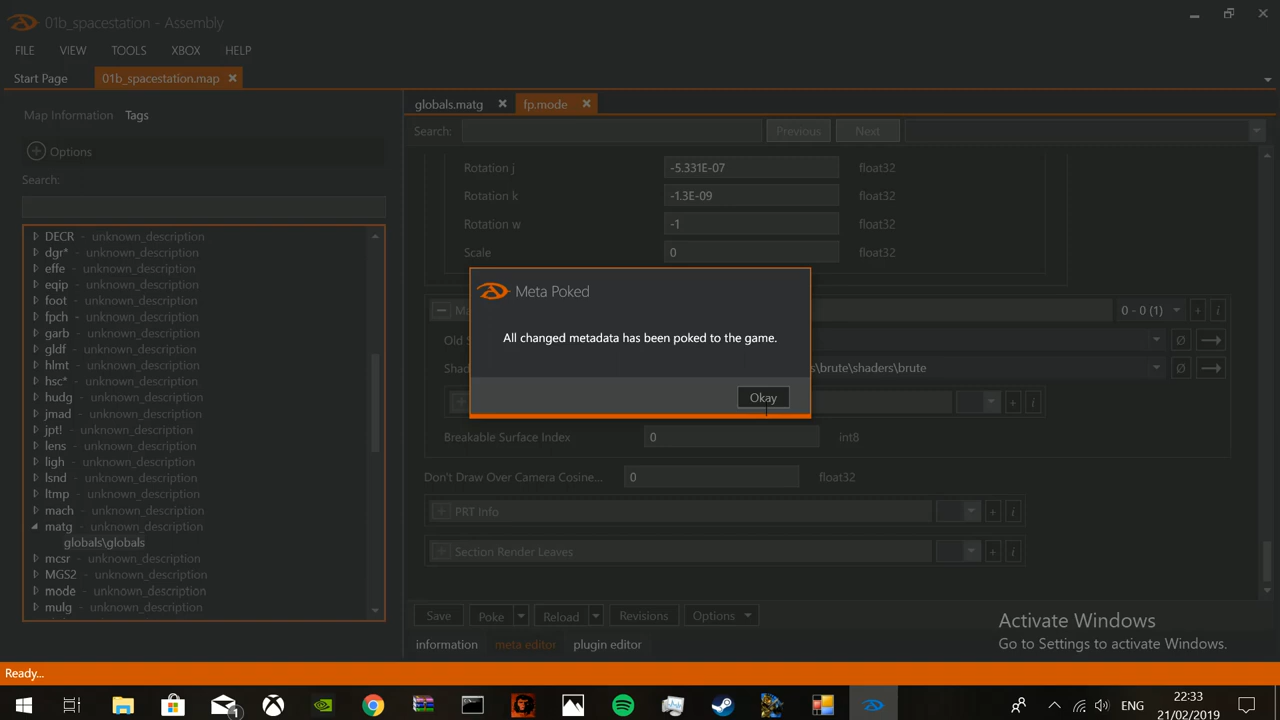 01b_spacestation - Assembly
FILE VIEW TOOLS XBOX HELP
Start Page 01b_spacestation.map
Map Information Tags
Options
Search:
DECR - unknown_description
dgr* - unknown_description
effe - unknown_description
eqip - unknown_description
foot - unknown_description
fpch - unknown_description
garb - unknown_description
gldf - unknown_description
hlmt - unknown_description
hsc* - unknown_description
hudg - unknown_description
jmad - unknown_description
jpt! - unknown_description
lens - unknown_description
ligh - unknown_description
lsnd - unknown_description
ltmp - unknown_description
mach - unknown_description
matg - unknown_description
globals\globals
mcsr - unknown_description
MGS2 - unknown_description
mode - unknown_description
mulg - unknown_description
globals.matg fp.mode
Search: Previous Next
Rotation j -5.331E-07 float32
Rotation k -1.3E-09 float32
Rotation w -1 float32
Scale 0 float32
0 - 0 (1) + i
Old
\brute\shaders\brute
Breakable Surface Index 0 int8
Don't Draw Over Camera Cosine... 0 float32
PRT Info + i
Section Render Leaves + i
Meta Poked
All changed metadata has been poked to the game.
Okay
Save Poke Reload Revisions Options
information meta editor plugin editor
Activate Windows
Go to Settings to activate Windows.
Ready...
1
ENG
22:33
21/02/2019